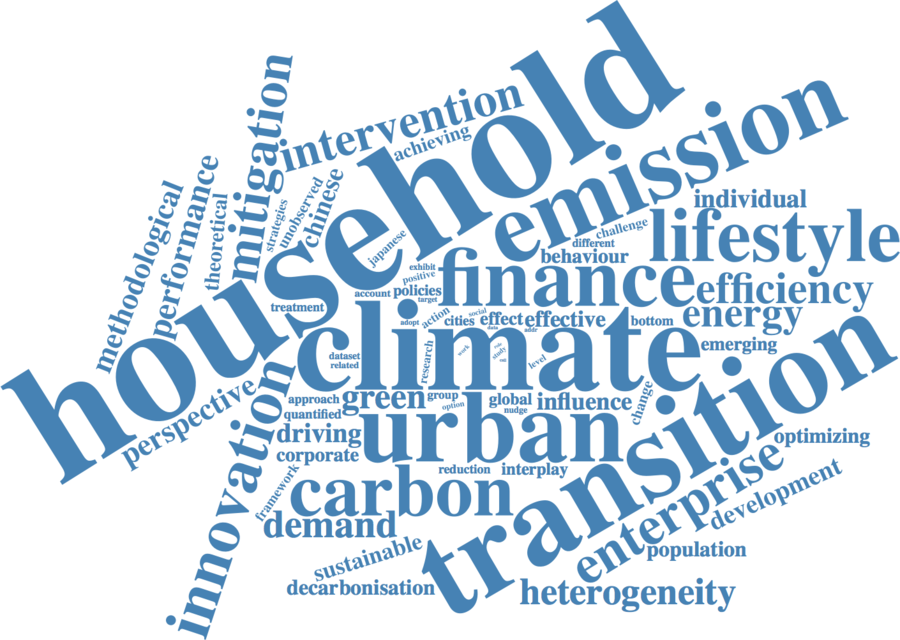 household
emission
intervention
achieving
mitigation
methodological
performance
theoretical
strategies
unobserved
chinese
japanese
individual
lifestyle
challenge
different
behaviour
exhibit
positive
finance
efficiency
account
policies
target
treatment
energy
climate
adopt
action
social
cities
effect
data
effective
addr
bottom
emerging
dataset
related
research
work
study
level
change
approach
green
group
option
global
nudge
influence
quantified
perspective
innovation
driving
urban
transition
optimizing
corporate
reduction
interplay
framework
carbon
demand
enterprise
development
population
sustainable
decarbonisation
heterogeneity